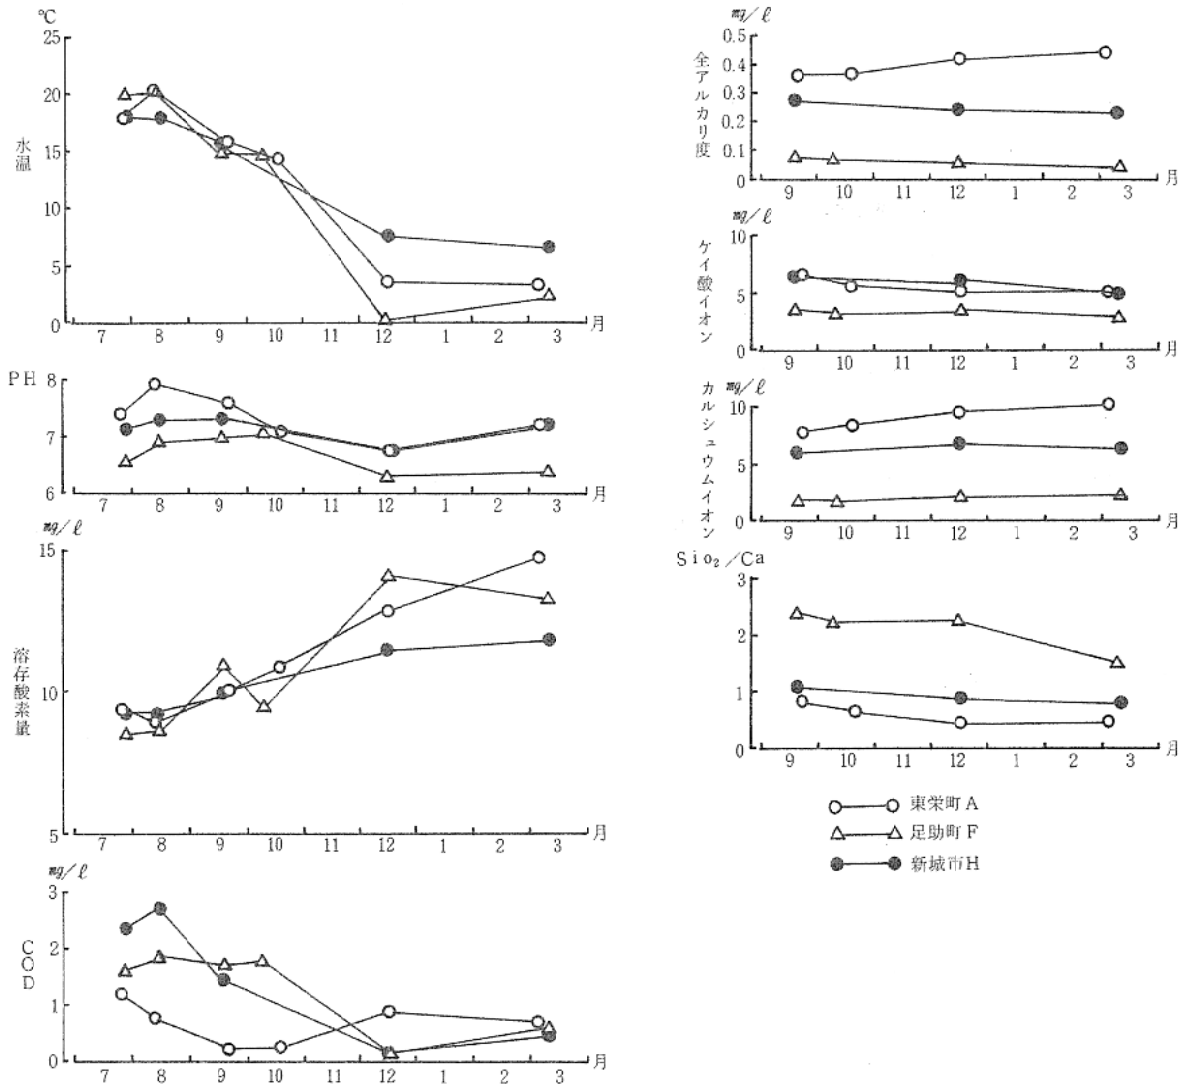 ℃
25
20
15
10
5
0
水温
7 8 9 10 11 12 1 2 3 月
PH
8
7
6
7 8 9 10 11 12 1 2 3 月
mg/ℓ
15
10
5
溶存酸素量
7 8 9 10 11 12 1 2 3 月
mg/ℓ
3
2
1
0
COD
7 8 9 10 11 12 1 2 3 月
mg/ℓ
0.5
0.4
0.3
0.2
0.1
0
全アルカリ度
9 10 11 12 1 2 3 月
mg/ℓ
10
5
0
ケイ酸イオン
9 10 11 12 1 2 3 月
mg/ℓ
10
5
0
カルシュウムイオン
9 10 11 12 1 2 3 月
Sio₂/Ca
3
2
1
0
9 10 11 12 1 2 3 月
東栄町A
足助町F
新城市H